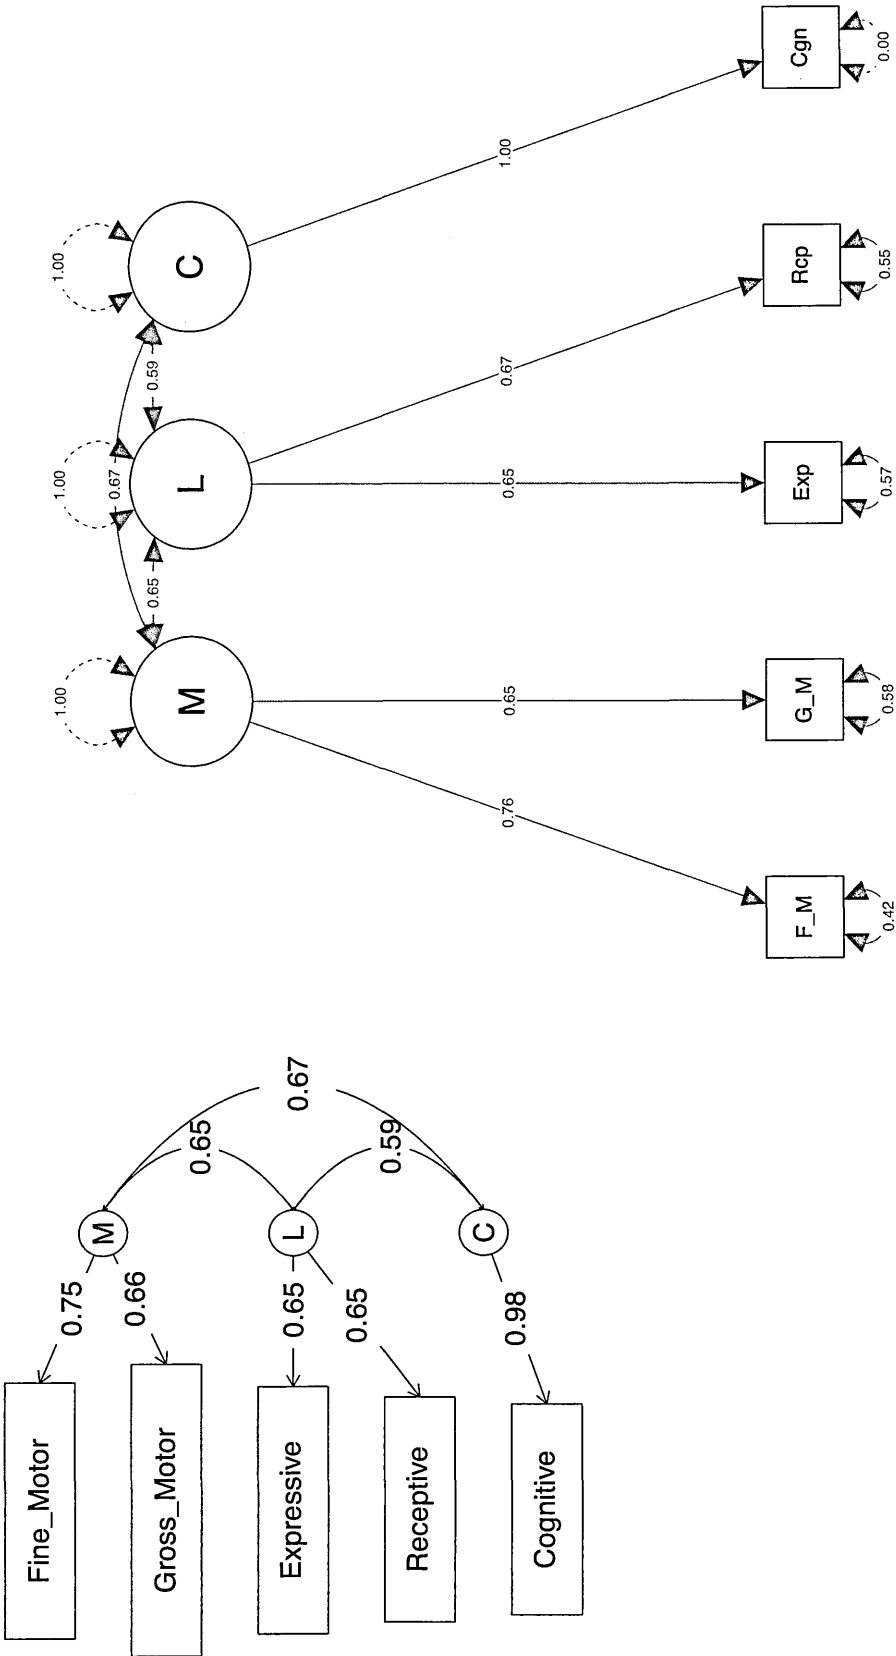 Fine_Motor
Gross_Motor
Expressive
Receptive
Cognitive
0.75
0.66
0.65
0.65
0.98
M
L
C
0.65
0.59
0.67
1.00
1.00
1.00
M
L
C
0.65
0.59
0.67
0.76
0.65
0.65
0.67
1.00
F_M
G_M
Exp
Rcp
Cgn
0.42
0.58
0.57
0.55
0.00